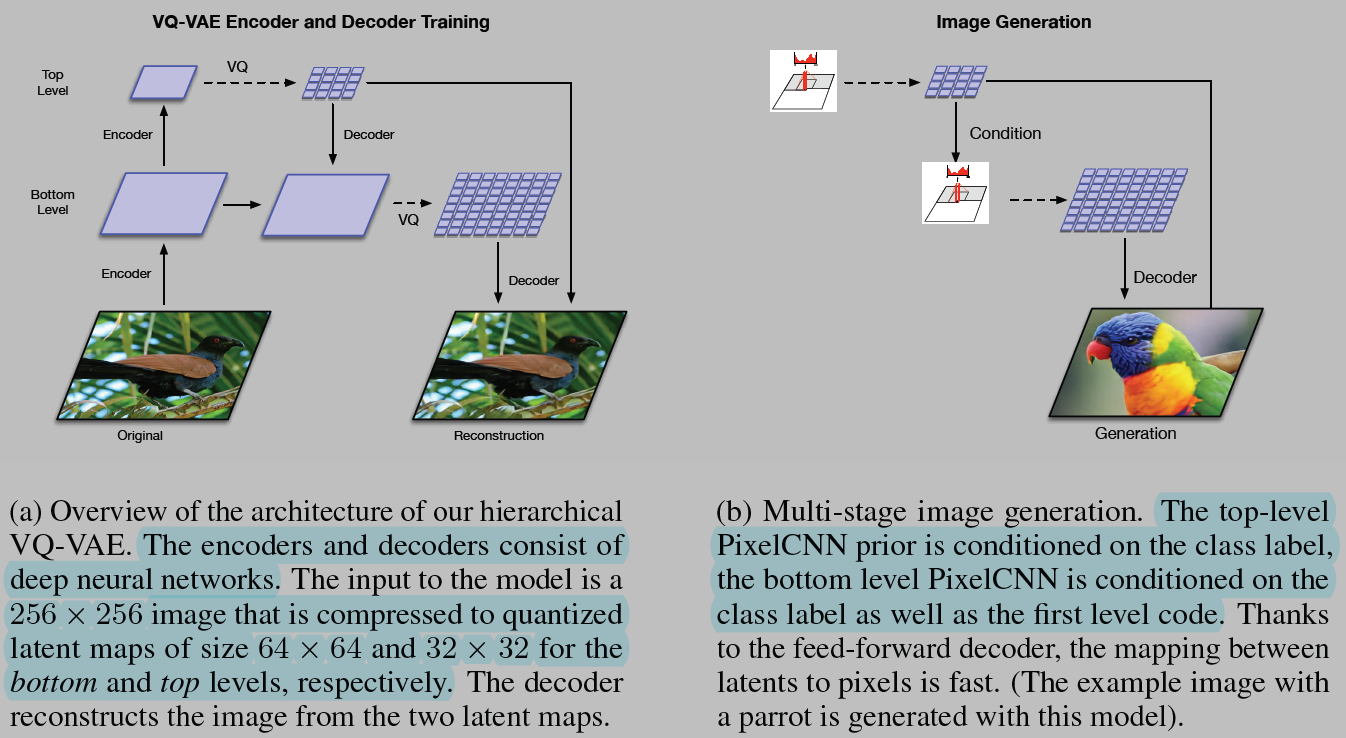 VQ-VAE Encoder and Decoder Training
Top
Level
VQ
Encoder
Decoder
Bottom
Level
VQ
Encoder
Decoder
Original
Reconstruction
Image Generation
Condition
Decoder
Generation
(a) Overview of the architecture of our hierarchical
VQ-VAE. The encoders and decoders consist of
deep neural networks. The input to the model is a
256 × 256 image that is compressed to quantized
latent maps of size 64 × 64 and 32 × 32 for the
bottom and top levels, respectively. The decoder
reconstructs the image from the two latent maps.
(b) Multi-stage image generation. The top-level
PixelCNN prior is conditioned on the class label,
the bottom level PixelCNN is conditioned on the
class label as well as the first level code. Thanks
to the feed-forward decoder, the mapping between
latents to pixels is fast. (The example image with
a parrot is generated with this model).